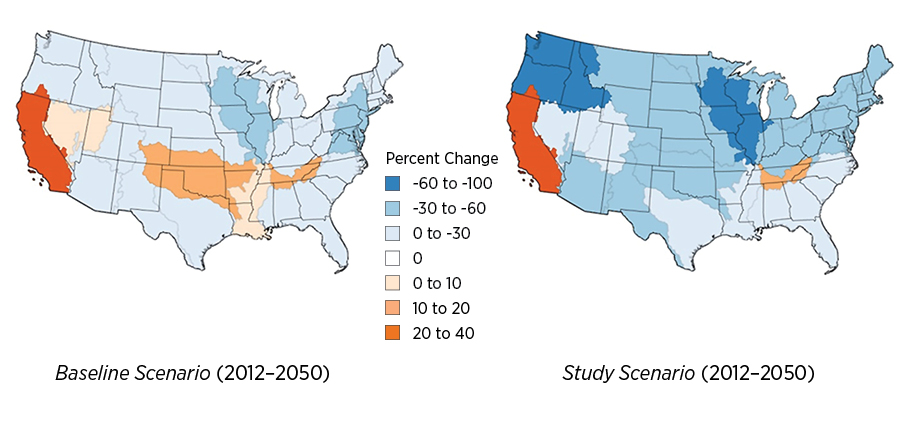 Percent Change
-60 to -100
-30 to -60
0 to -30
0
0 to 10
10 to 20
20 to 40
Baseline Scenario (2012–2050)
Study Scenario (2012–2050)